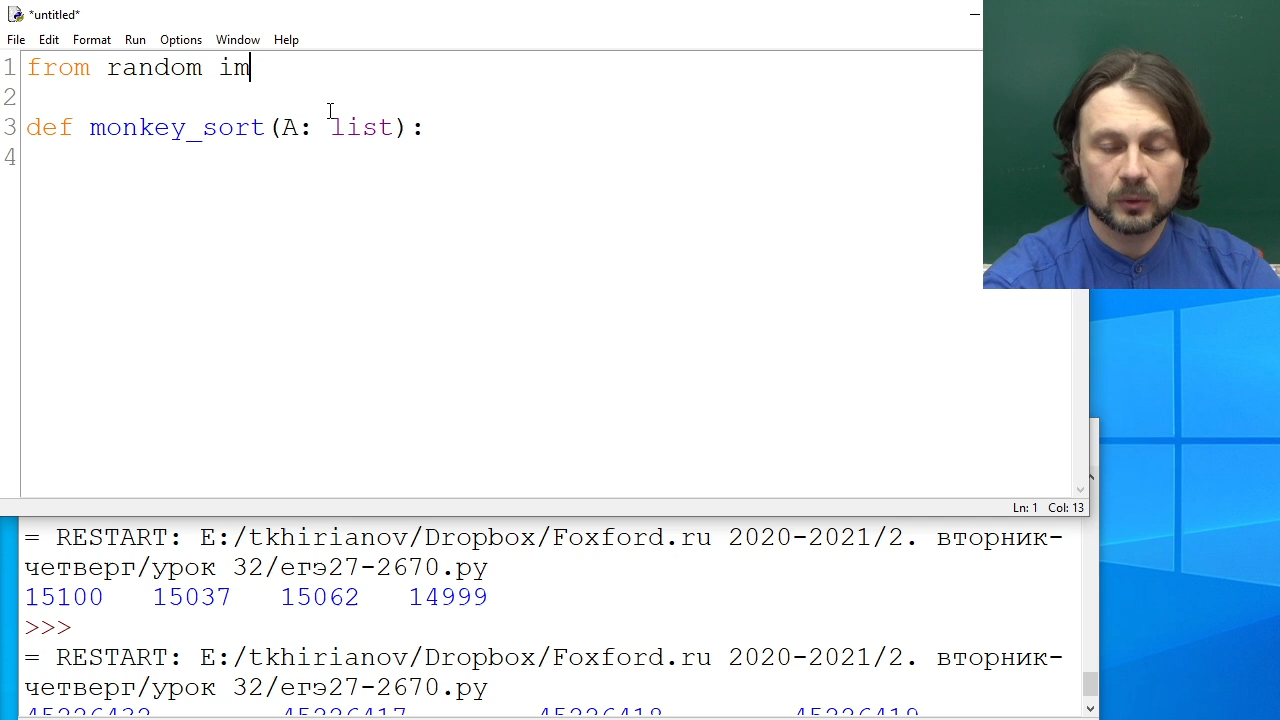 *untitled*
File Edit Format Run Options Window Help
1 from random im
2
3 def monkey_sort(A: list):
4
Ln: 1 Col: 13
= RESTART: E:/tkhirianov/Dropbox/Foxford.ru 2020-2021/2. вторник-
четверг/урок 32/егэ27-2670.py
15100 15037 15062 14999
>>>
= RESTART: E:/tkhirianov/Dropbox/Foxford.ru 2020-2021/2. вторник-
четверг/урок 32/егэ27-2670.py